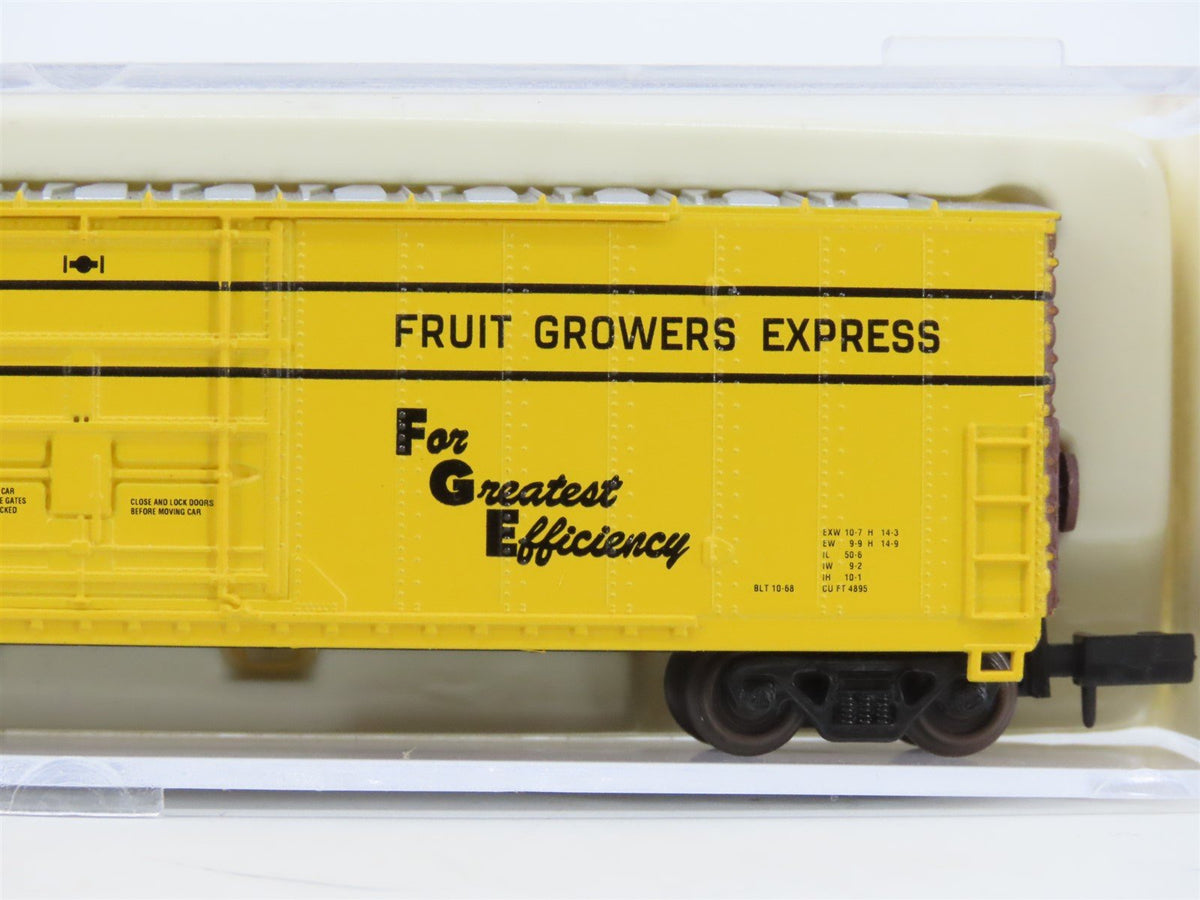 FRUIT GROWERS EXPRESS
For
Greatest
Efficiency
CAR
GATES
CLOSE AND LOCK DOORS
BEFORE MOVING CAR
EXW 10-7 H 14-3
EW 9-9 H 14-9
IL 50-6
IW 9-2
IH 10-1
BLT 10-68 CU FT 4895